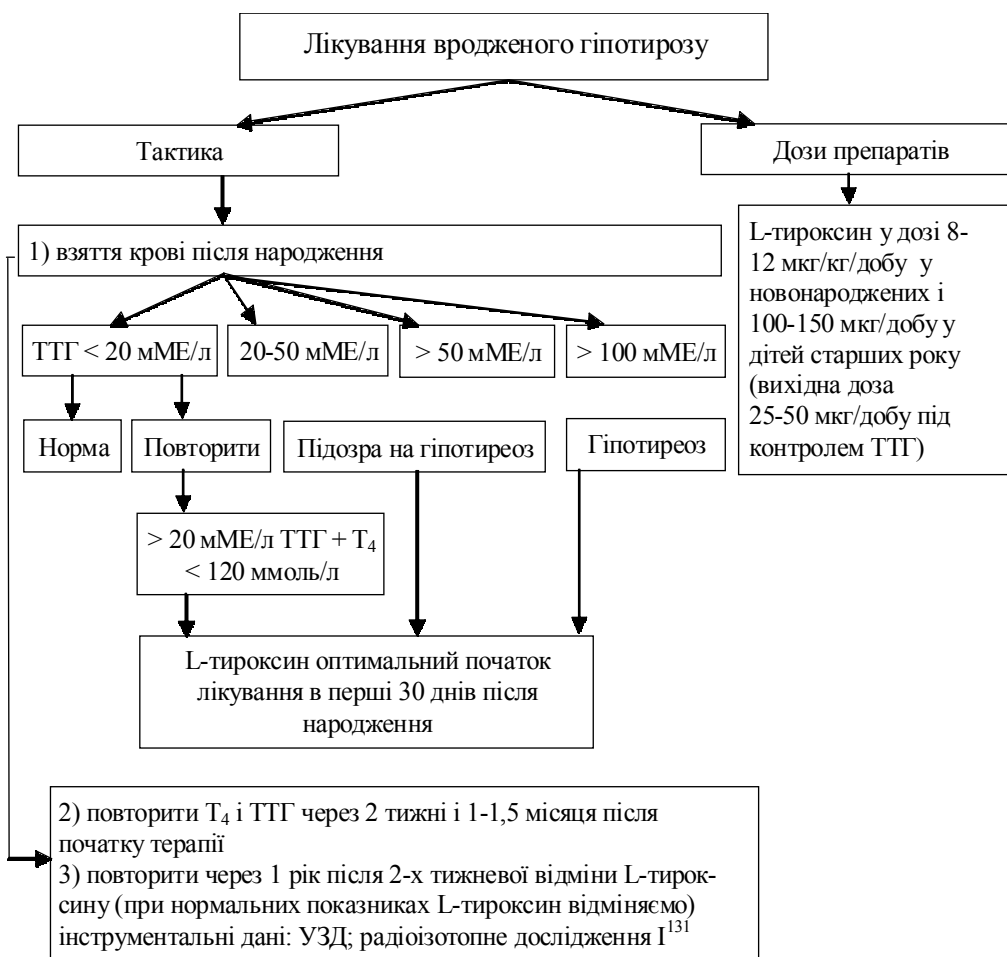 Лікування вродженого гіпотирозу
Тактика
Дози препаратів
1) взяття крові після народження
L-тироксин у дозі 8-
12 мкг/кг/добу у
новонароджених і
100-150 мкг/добу у
дітей старших року
(вихідна доза
25-50 мкг/добу під
контролем ТТГ)
ТТГ < 20 мМЕ/л
20-50 мМЕ/л
> 50 мМЕ/л
> 100 мМЕ/л
Норма
Повторити
Підозра на гіпотиреоз
Гіпотиреоз
> 20 мМЕ/л ТТГ + Т₄
< 120 ммоль/л
L-тироксин оптимальний початок
лікування в перші 30 днів після
народження
2) повторити Т₄ і ТТГ через 2 тижні і 1-1,5 місяця після
початку терапії
3) повторити через 1 рік після 2-х тижневої відміни L-тирок-
сину (при нормальних показниках L-тироксин відміняємо)
інструментальні дані: УЗД; радіоізотопне дослідження I¹³¹